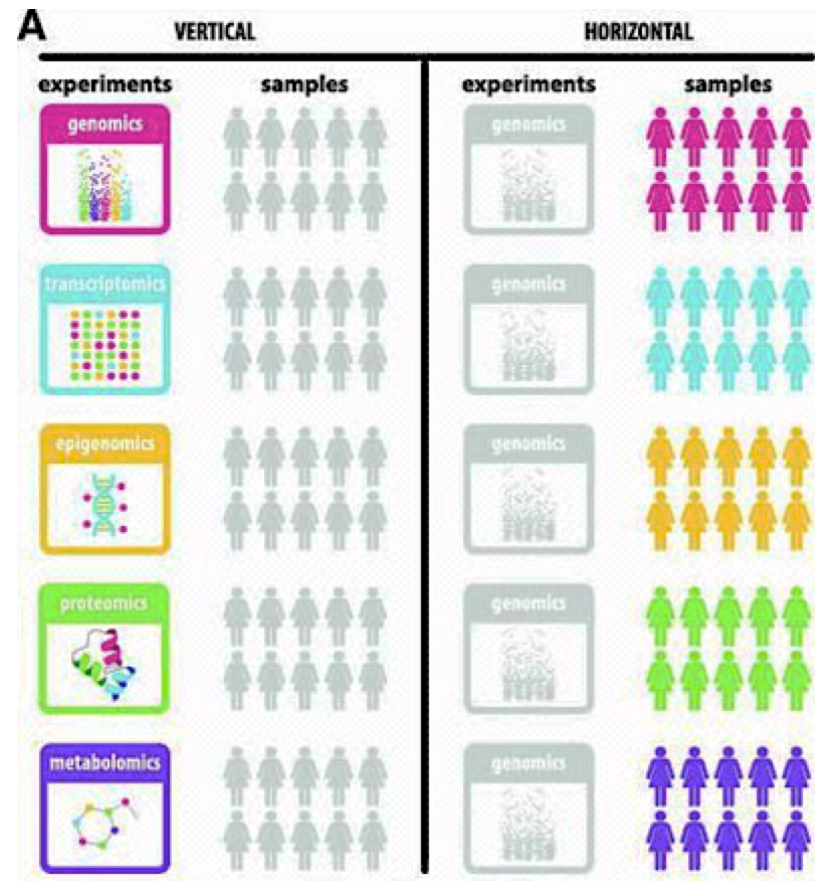 A
VERTICAL HORIZONTAL
experiments samples experiments samples
genomics genomics
transcriptomics genomics
epigenomics genomics
proteomics genomics
metabolomics genomics